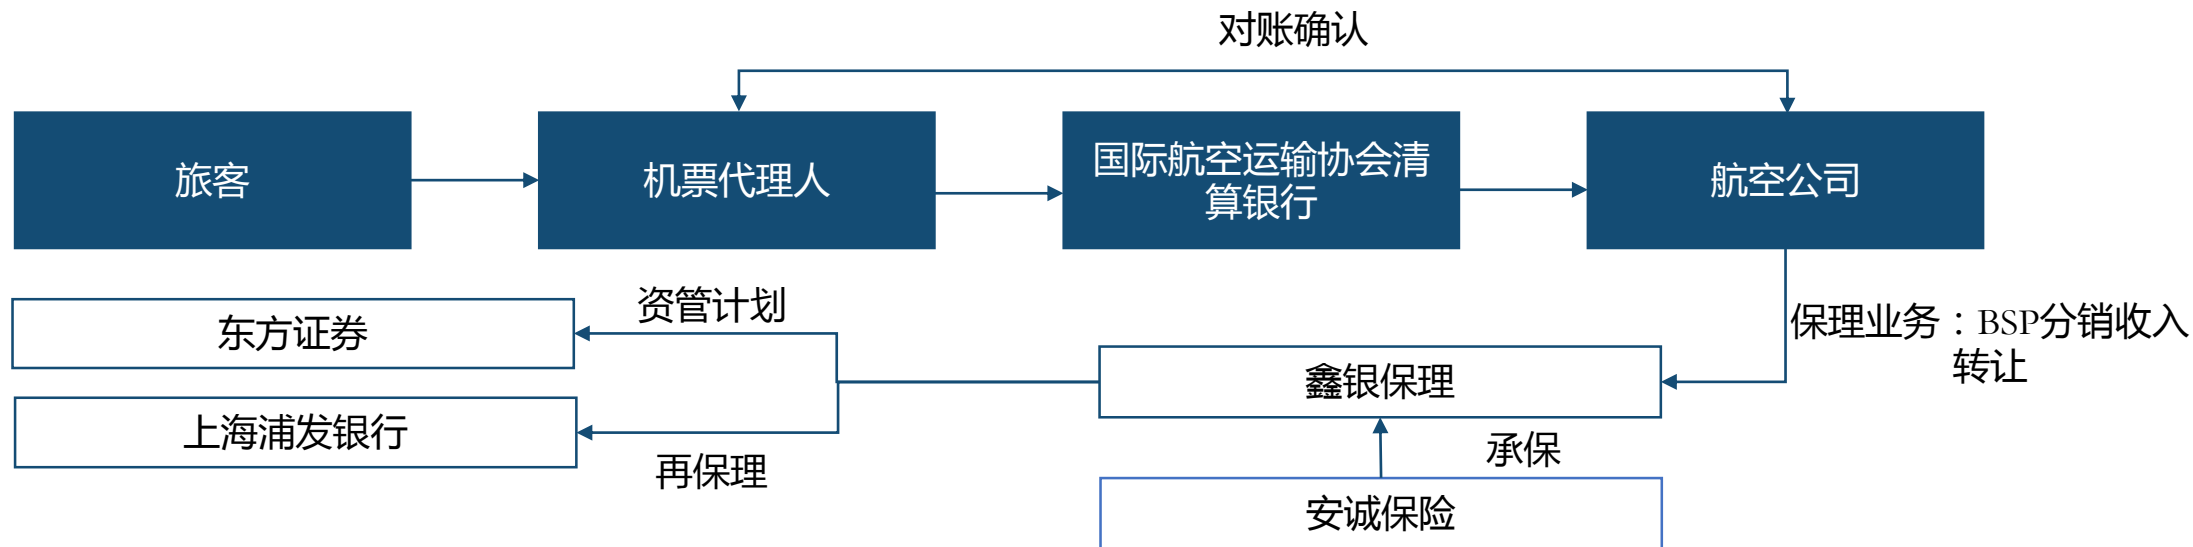 对账确认
旅客
机票代理人
国际航空运输协会清
算银行
航空公司
资管计划
保理业务：BSP分销收入
转让
东方证券
鑫银保理
上海浦发银行
再保理
承保
安诚保险